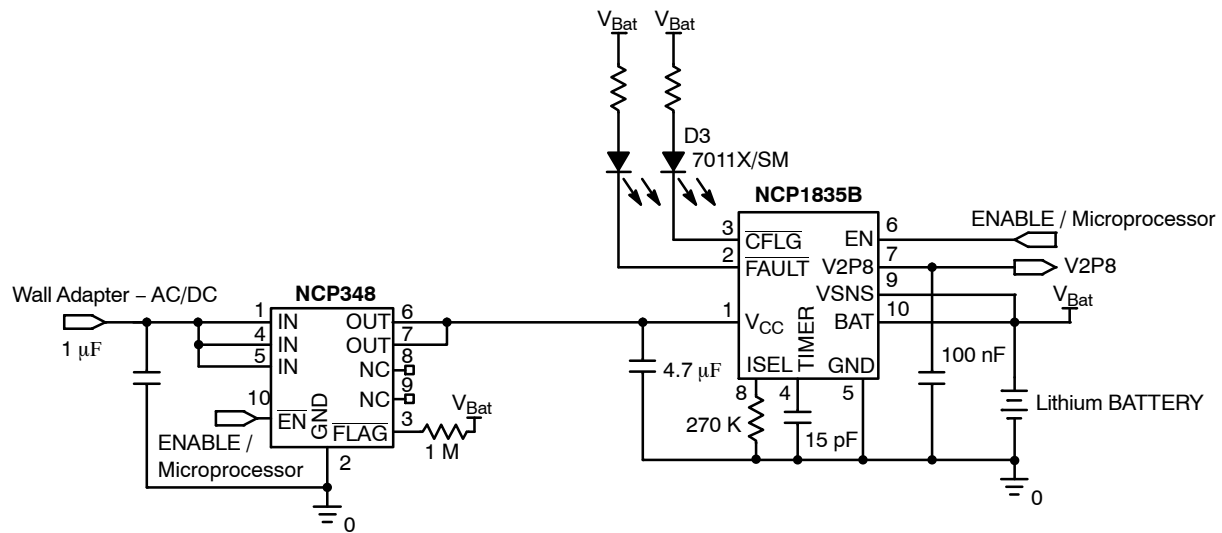 VBat VBat
D3
7011X/SM
NCP1835B
3 CFLG EN 6 ENABLE / Microprocessor
2 FAULT V2P8 7 V2P8
VSNS 9
Wall Adapter – AC/DC NCP348 VBat
1 IN OUT 6 1 VCC TIMER BAT 10
1 µF 4 IN OUT 7
5 IN NC 8 4.7 µF ISEL GND 100 nF
NC 9 8 4 5
10 EN GND FLAG 3 VBat 270 K 15 pF Lithium BATTERY
ENABLE / Microprocessor 2 1 M
0 0